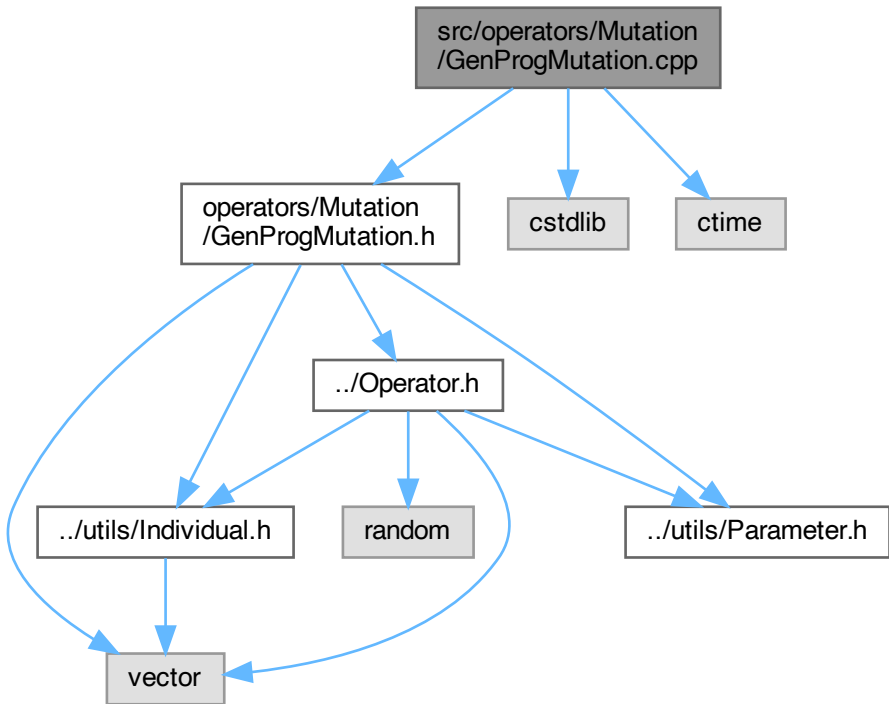 src/operators/Mutation
/GenProgMutation.cpp
operators/Mutation
/GenProgMutation.h
cstdlib
ctime
../Operator.h
../utils/Individual.h
random
../utils/Parameter.h
vector